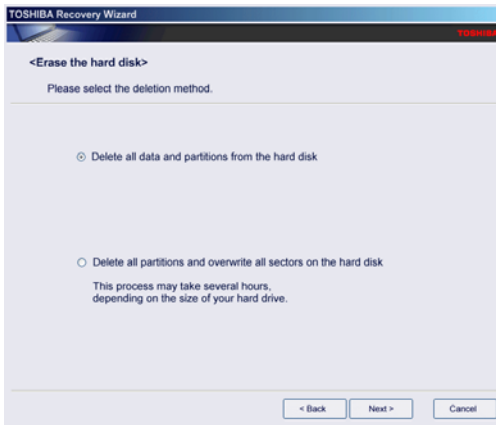 TOSHIBA Recovery Wizard
TOSHIBA
<Erase the hard disk>
Please select the deletion method.
Delete all data and partitions from the hard disk
Delete all partitions and overwrite all sectors on the hard disk
This process may take several hours,
depending on the size of your hard drive.
< Back Next > Cancel